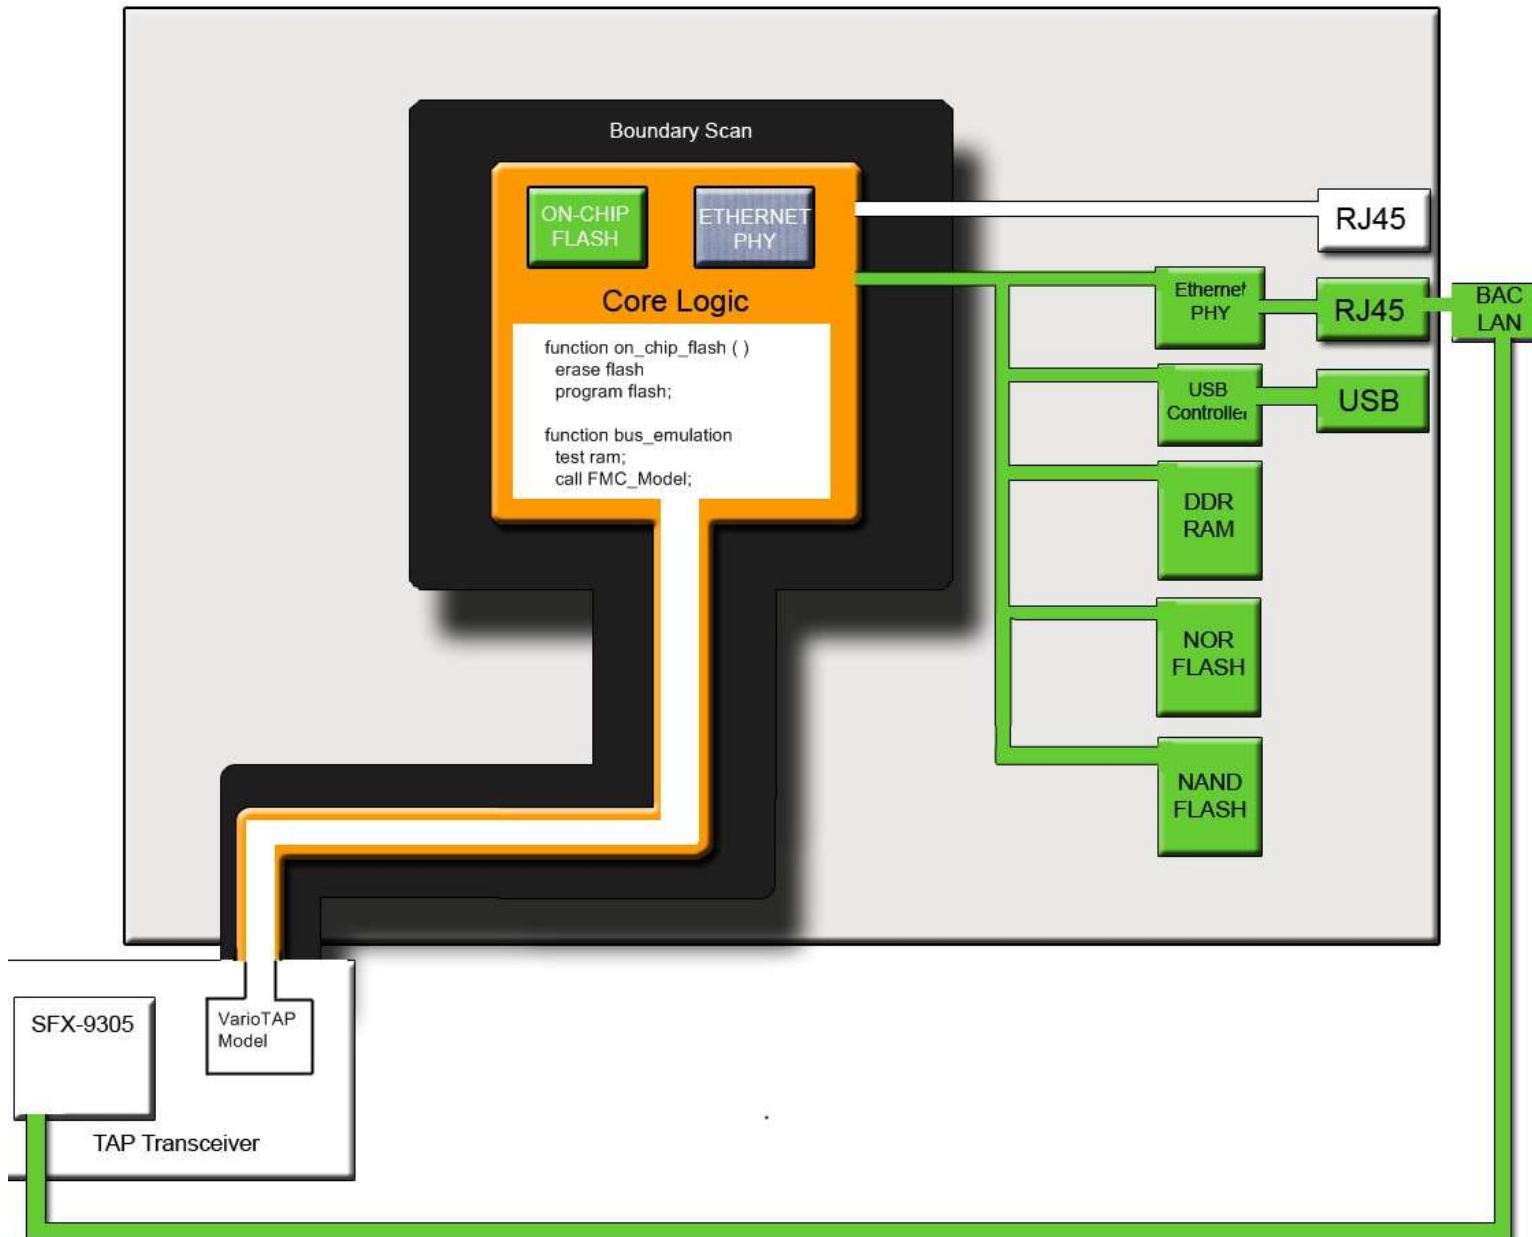 Boundary Scan
ON-CHIP
FLASH
ETHERNET
PHY
Core Logic
function on_chip_flash ( )
erase flash
program flash;
function bus_emulation
test ram;
call FMC_Model;
RJ45
Ethernet
PHY
RJ45
BAC
LAN
USB
Controller
USB
DDR
RAM
NOR
FLASH
NAND
FLASH
SFX-9305
VarioTAP
Model
TAP Transceiver